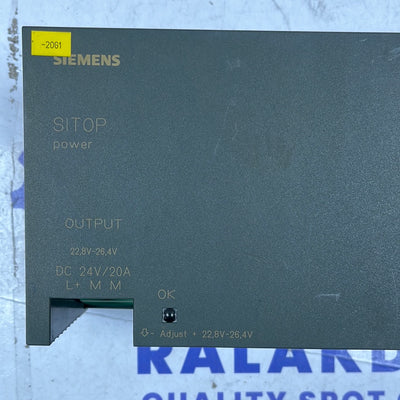 -2061
SIEMENS
SITOP
power
OUTPUT
22,8V-26,4V
DC 24V/20A
L+ M M
OK
- Adjust + 22,8V-26,4V
RALARD
QUALITY SPOT